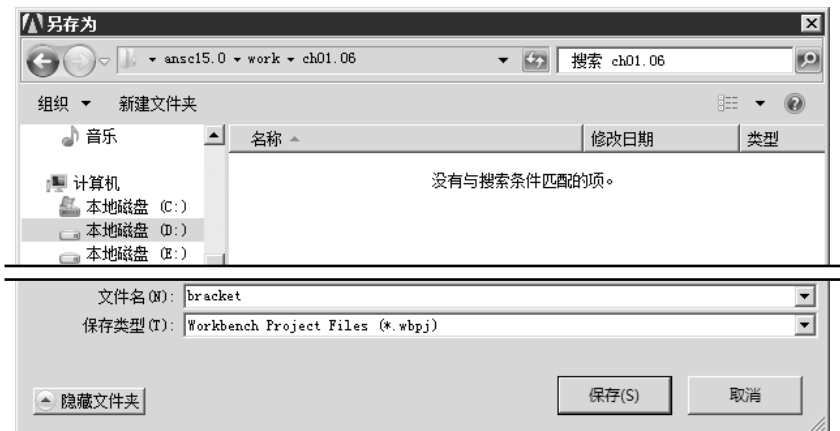 另存为
ansc15.0 work ch01.06 搜索 ch01.06
组织 新建文件夹
音乐 名称 修改日期 类型
没有与搜索条件匹配的项。
计算机
本地磁盘 (C:)
本地磁盘 (D:)
本地磁盘 (E:)
文件名(N): bracket
保存类型(T): Workbench Project Files (*.wbpj)
隐藏文件夹 保存(S) 取消